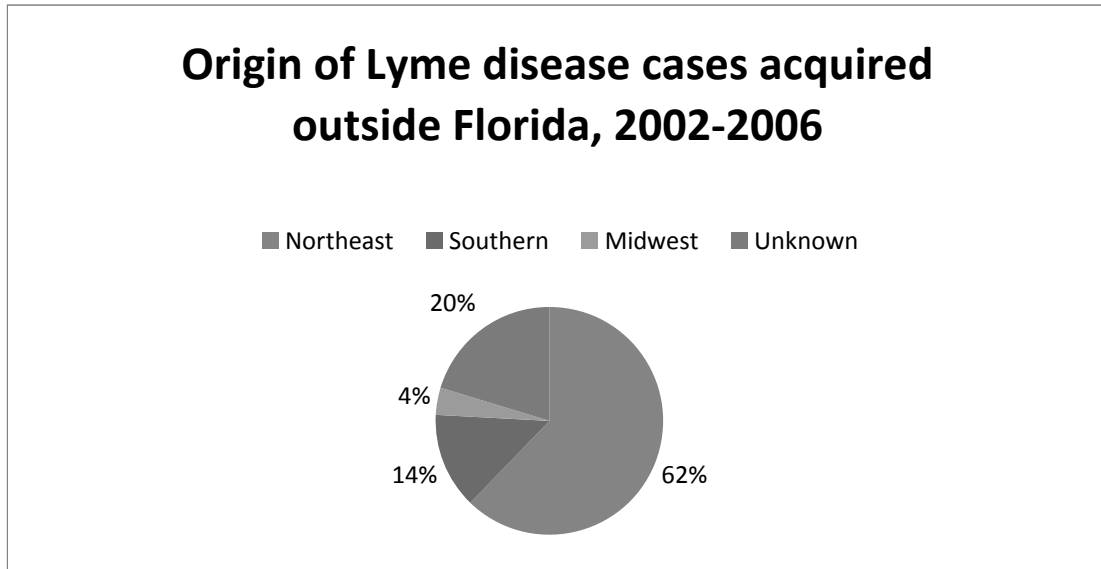 Origin of Lyme disease cases acquired
outside Florida, 2002-2006
Northeast Southern Midwest Unknown
20%
4%
14%
62%